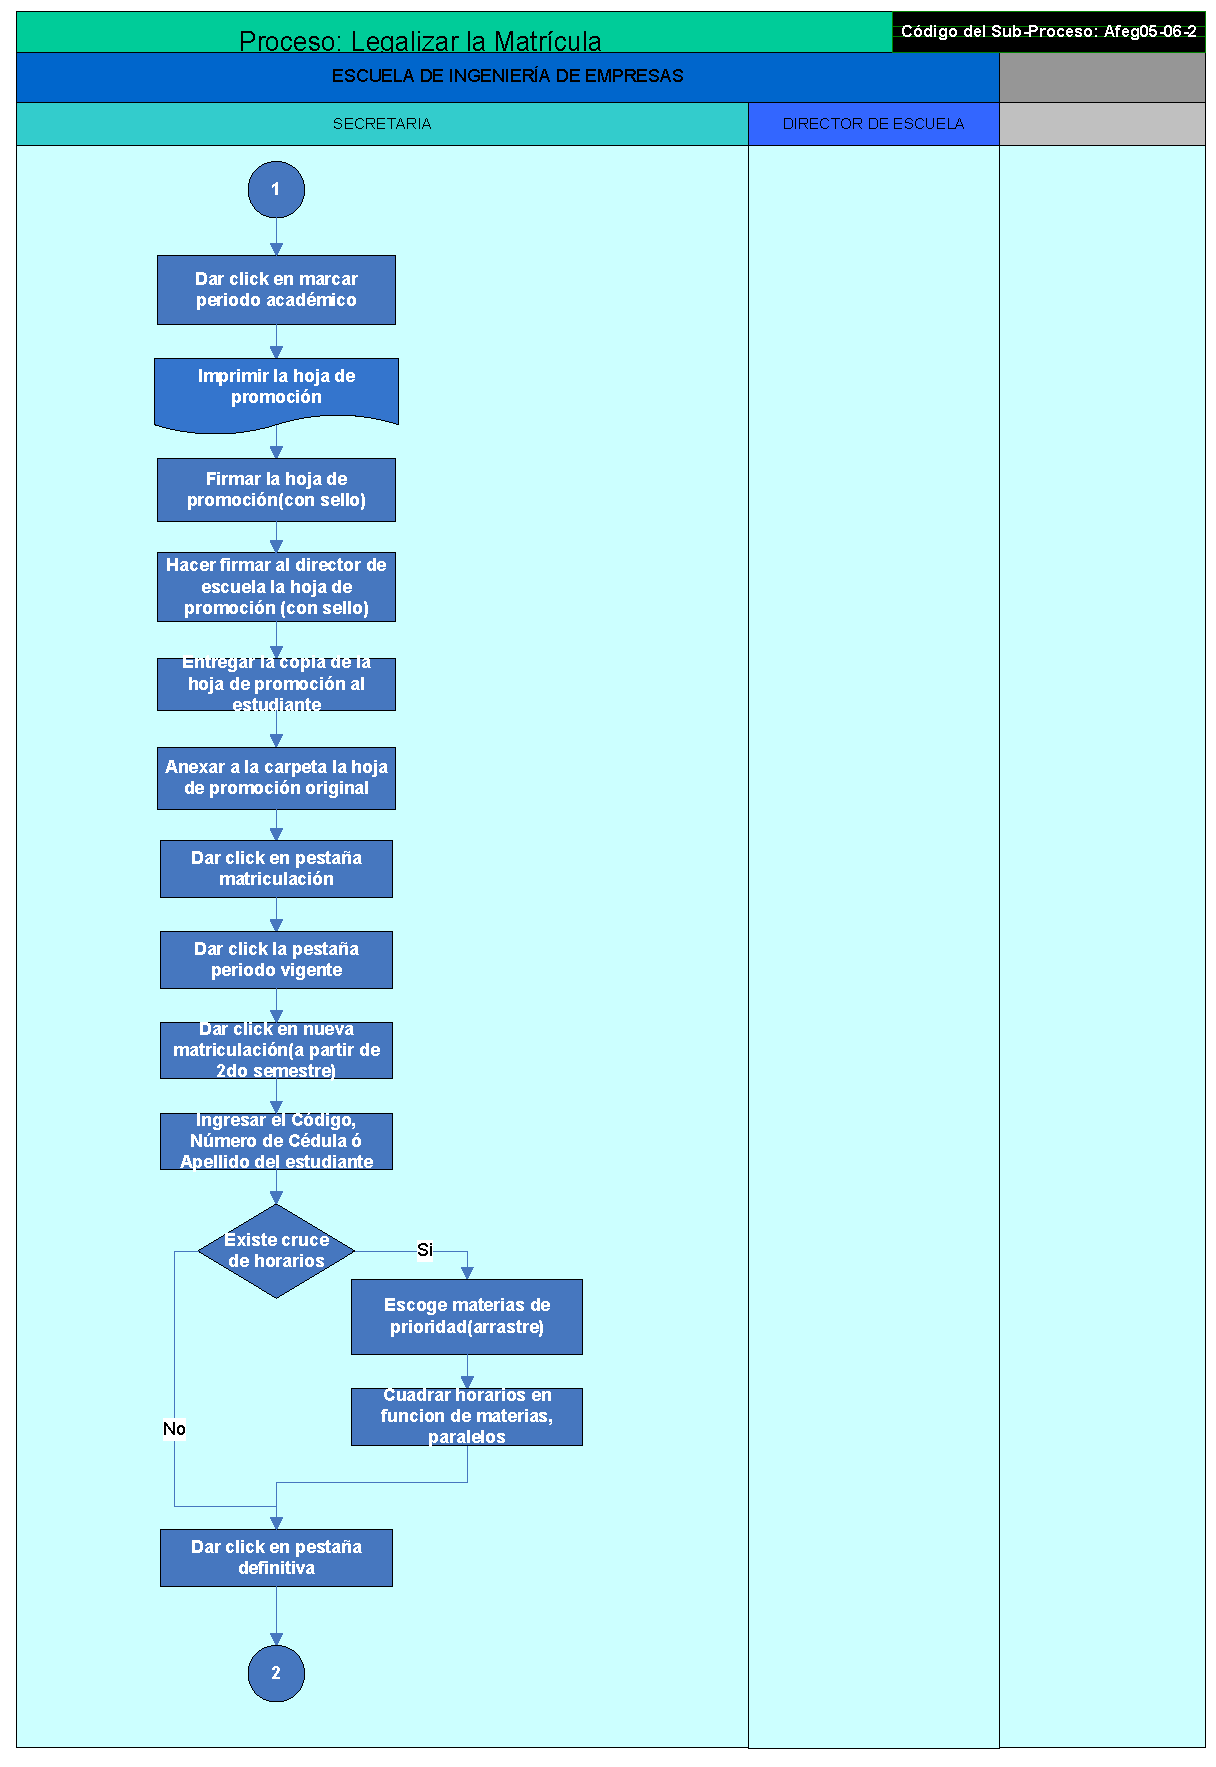 Proceso: Legalizar la Matrícula
Código del Sub-Proceso: Afeg05-06-2
ESCUELA DE INGENIERÍA DE EMPRESAS
SECRETARIA
DIRECTOR DE ESCUELA
1
Dar click en marcar
periodo académico
Imprimir la hoja de
promoción
Firmar la hoja de
promoción(con sello)
Hacer firmar al director de
escuela la hoja de
promoción (con sello)
Entregar la copia de la
hoja de promoción al
estudiante
Anexar a la carpeta la hoja
de promoción original
Dar click en pestaña
matriculación
Dar click la pestaña
periodo vigente
Dar click en nueva
matriculación(a partir de
2do semestre)
Ingresar el Código,
Número de Cédula ó
Apellido del estudiante
Existe cruce
de horarios
Si
Escoge materias de
prioridad(arrastre)
Cuadrar horarios en
funcion de materias,
paralelos
No
Dar click en pestaña
definitiva
2